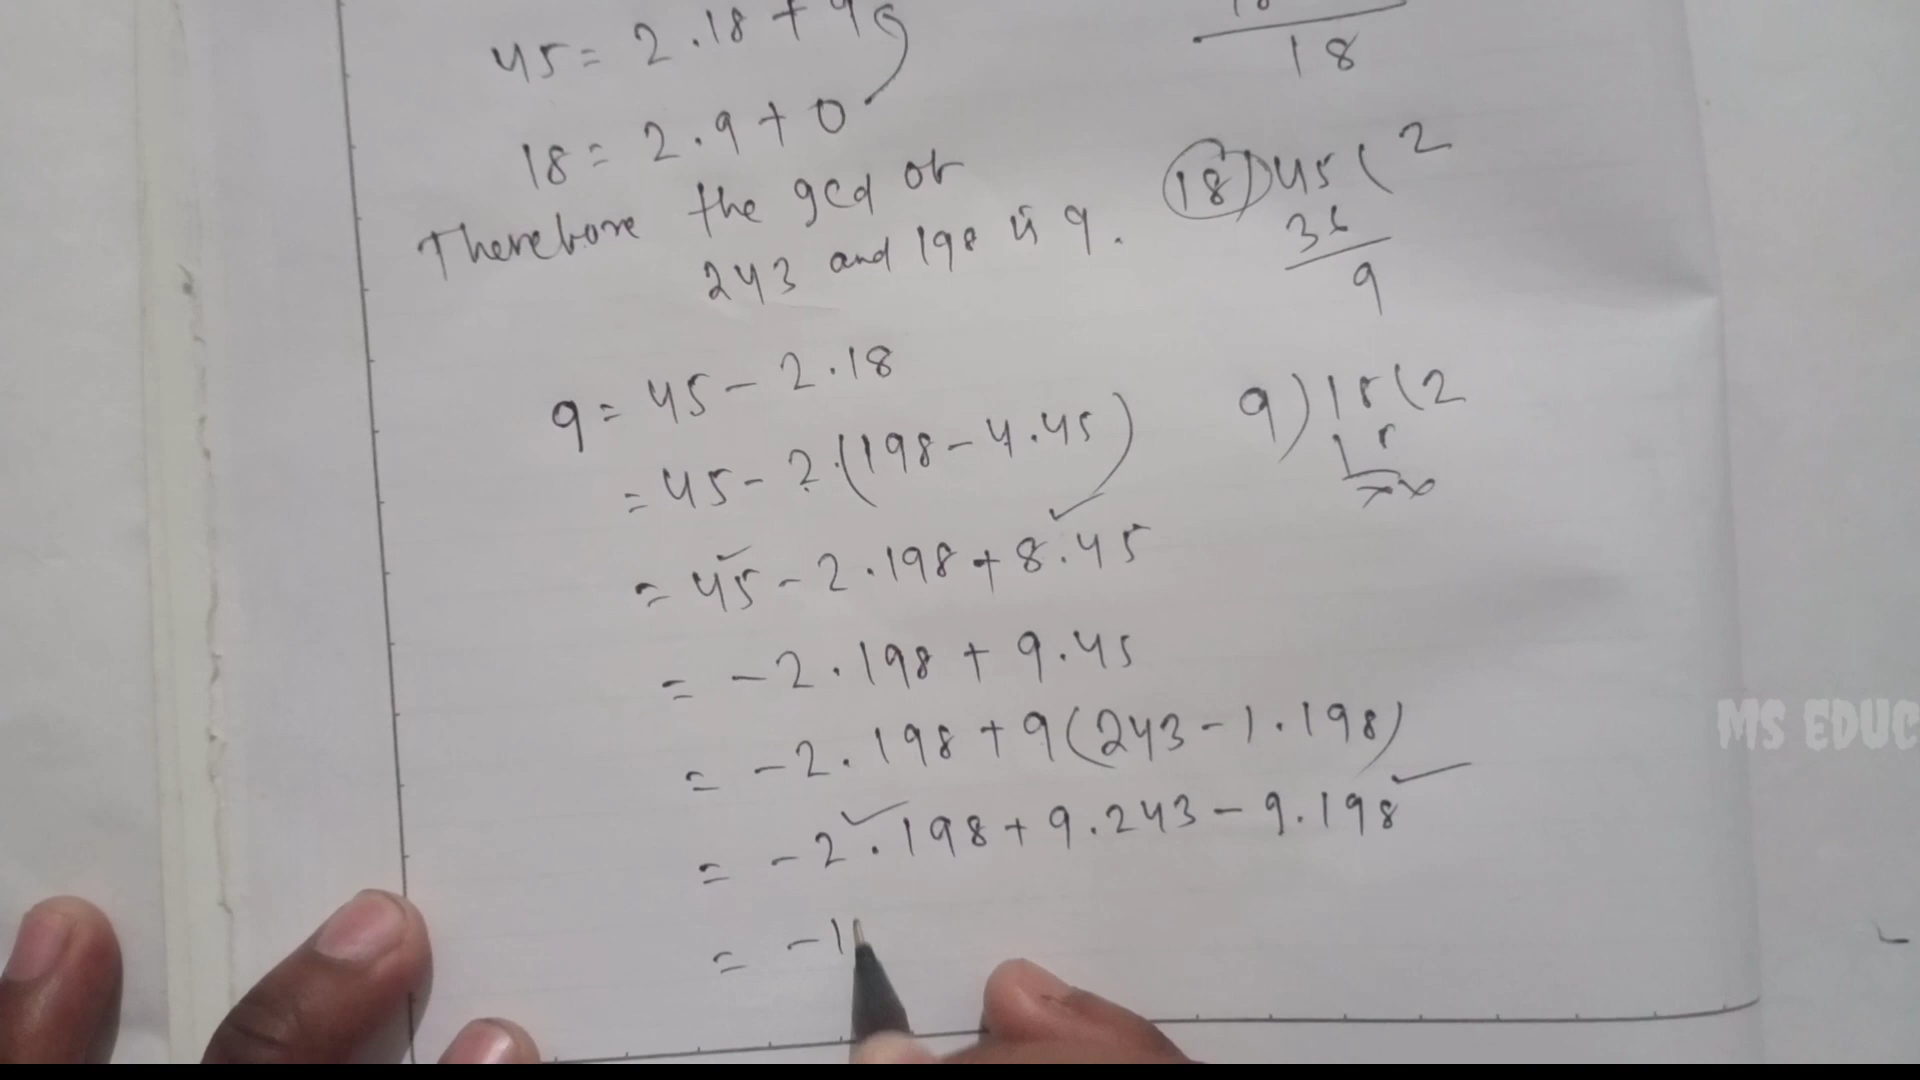 45 = 2.18 + 9
18
18 = 2.9 + 0
Therefore the gcd of
243 and 198 is 9.
18)45(2
36
9
9 = 45 - 2.18
= 45 - 2.(198 - 4.45)
9)18(2
18
= 45 - 2.198 + 8.45
= -2.198 + 9.45
= -2.198 + 9(243 - 1.198)
MS EDUC
= -2.198 + 9.243 - 9.198
= -11